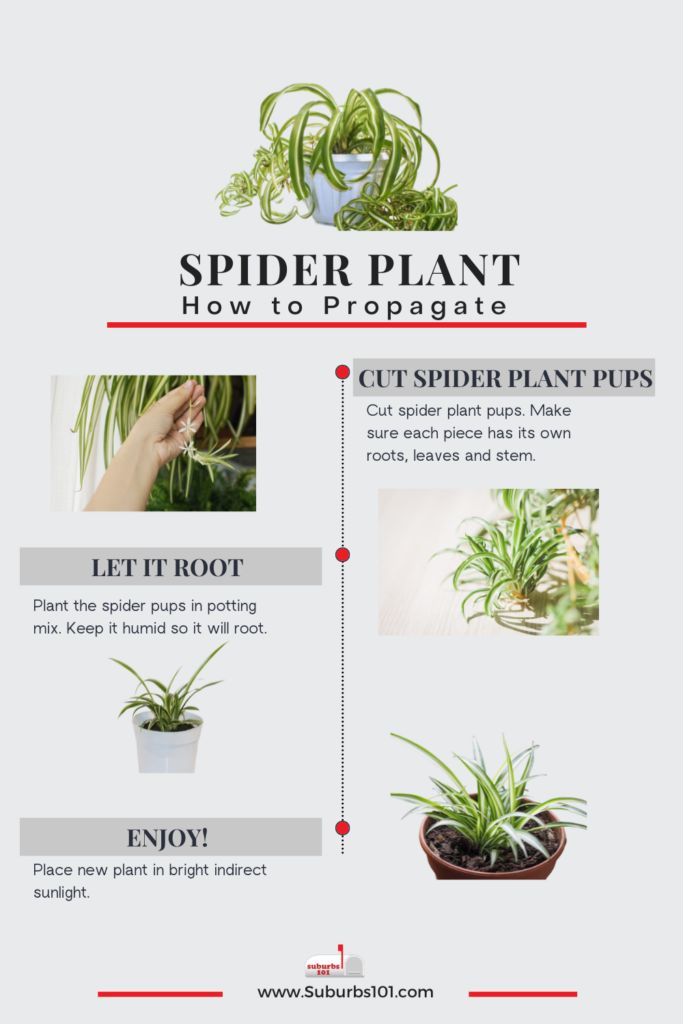 SPIDER PLANT
How to Propagate
CUT SPIDER PLANT PUPS
Cut spider plant pups. Make
sure each piece has its own
roots, leaves and stem.
LET IT ROOT
Plant the spider pups in potting
mix. Keep it humid so it will root.
ENJOY!
Place new plant in bright indirect
sunlight.
suburbs
101
www.Suburbs101.com